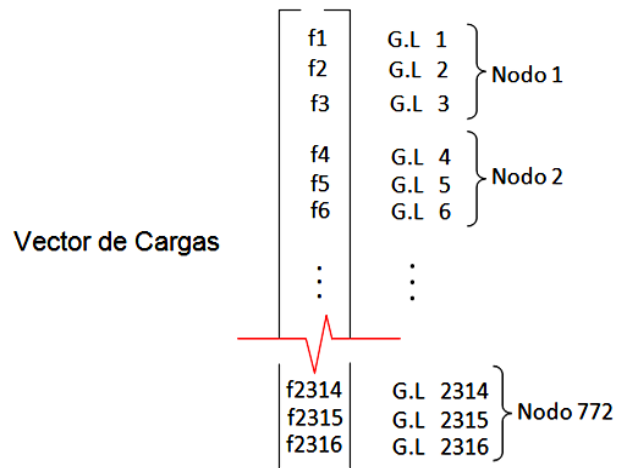 f1 G.L 1
f2 G.L 2 Nodo 1
f3 G.L 3
f4 G.L 4
f5 G.L 5 Nodo 2
f6 G.L 6
Vector de Cargas
f2314 G.L 2314
f2315 G.L 2315 Nodo 772
f2316 G.L 2316